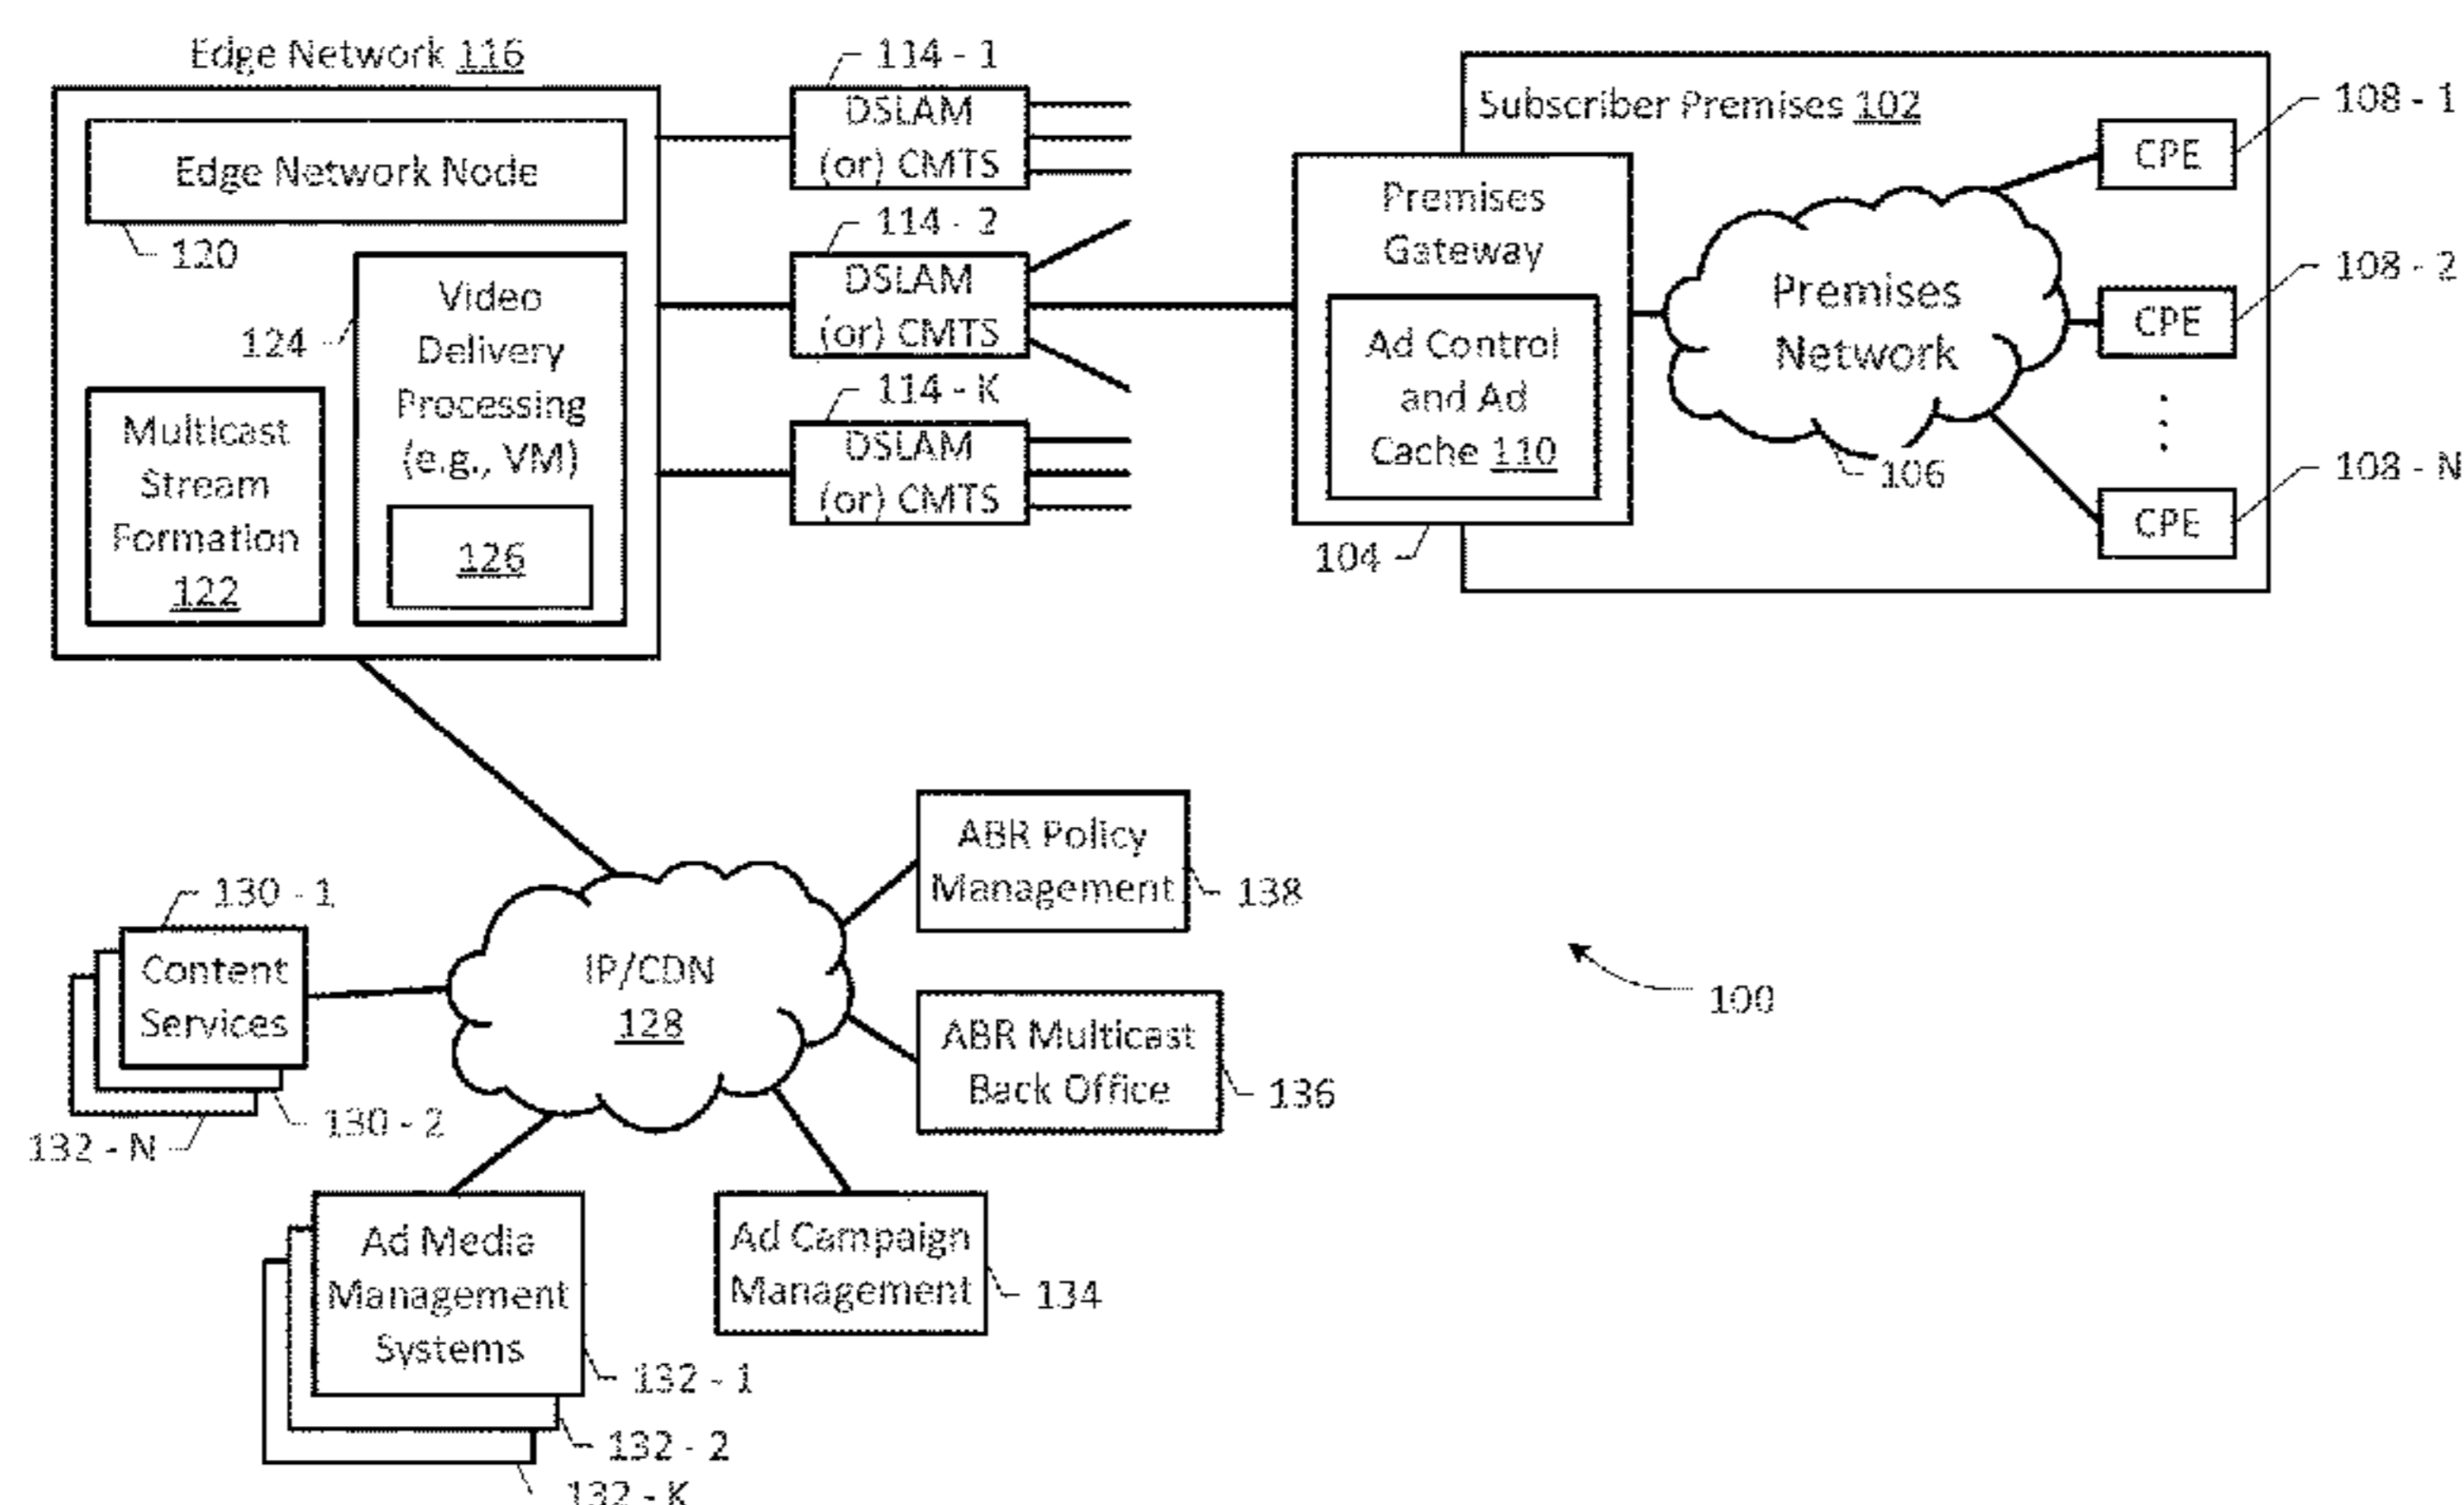 Edge Network 116
Edge Network Node
120
124
Video
Delivery
Processing
(e.g., VM)
126
Multicast
Stream
Formation
122
114 - 1
DSLAM
(or) CMTS
114 - 2
DSLAM
(or) CMTS
114 - K
DSLAM
(or) CMTS
Subscriber Premises 102
Premises
Gateway
Ad Control
and Ad
Cache 110
104
Premises
Network
106
CPE
108 - 1
CPE
108 - 2
CPE
108 - N
ABR Policy
Management
138
130 - 1
Content
Services
130 - 2
132 - N
IP/CDN
128
ABR Multicast
Back Office
136
100
Ad Media
Management
Systems
132 - 1
132 - 2
132 - K
Ad Campaign
Management
134